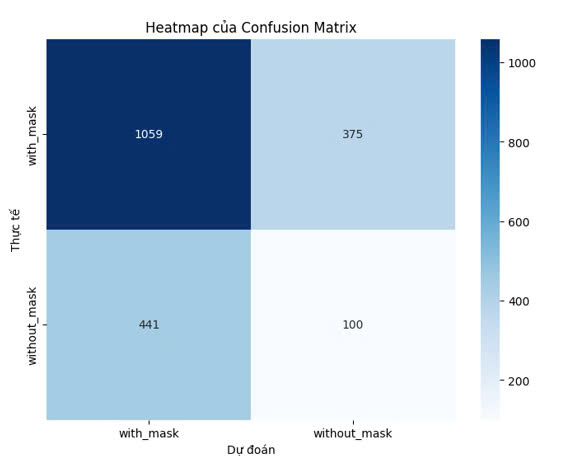 Heatmap của Confusion Matrix
with_mask
1059
375
1000
800
600
Thực tế
without_mask
441
100
400
200
with_mask
without_mask
Dự đoán